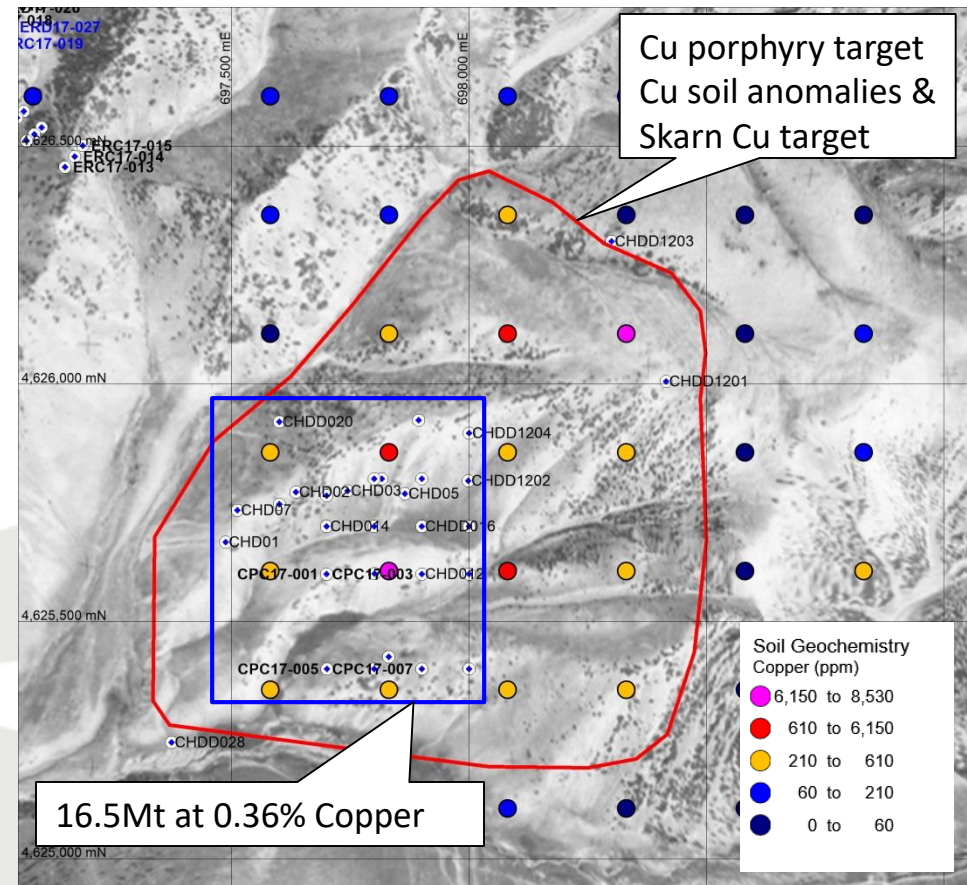 ERD17-027
RC17-019
697,500 mE
698,000 mE
Cu porphyry target
Cu soil anomalies &
Skarn Cu target
4,626,500 mN
ERC17-015
ERC17-014
ERC17-013
CHDD1203
4,626,000 mN
CHDD1201
CHDD020
CHDD1204
CHDD1202
CHD02
CHD03
CHD05
CHD07
CHD014
CHDD016
CHD01
CPC17-001
CPC17-003
CHD012
4,625,500 mN
CPC17-005
CPC17-007
CHDD028
Soil Geochemistry
Copper (ppm)
6,150 to 8,530
610 to 6,150
210 to 610
60 to 210
0 to 60
16.5Mt at 0.36% Copper
4,625,000 mN